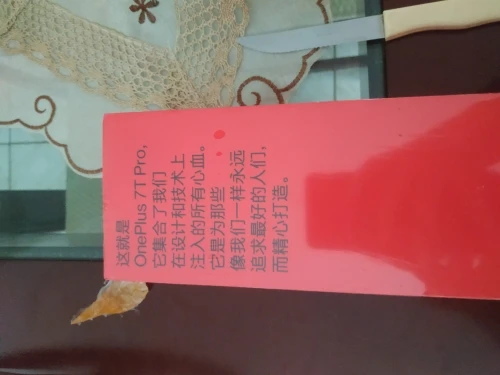 这就是
OnePlus 7T Pro,
它集合了我们
在设计和技术上
注入的所有心血。
它是为那些
像我们一样永远
追求最好的人们，
而精心打造。